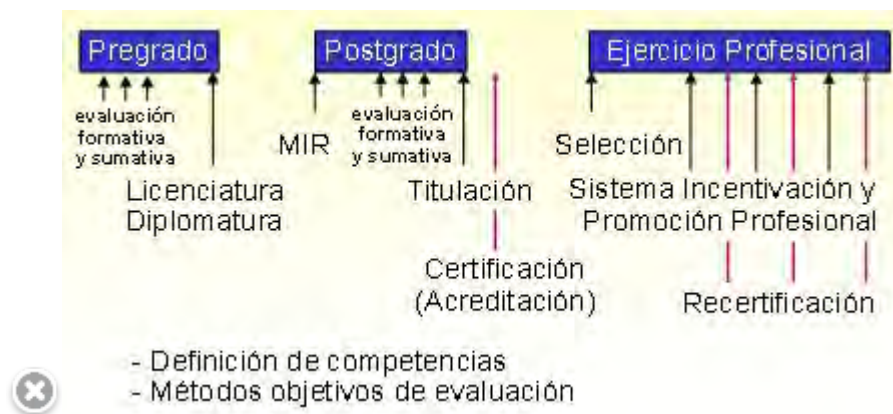 Pregrado
Postgrado
Ejercicio Profesional
evaluación
formativa
y sumativa
MIR
evaluación
formativa
y sumativa
Selección
Licenciatura
Diplomatura
Titulación
Sistema Incentivación y
Promoción Profesional
Certificación
(Acreditación)
Recertificación
- Definición de competencias
- Métodos objetivos de evaluación